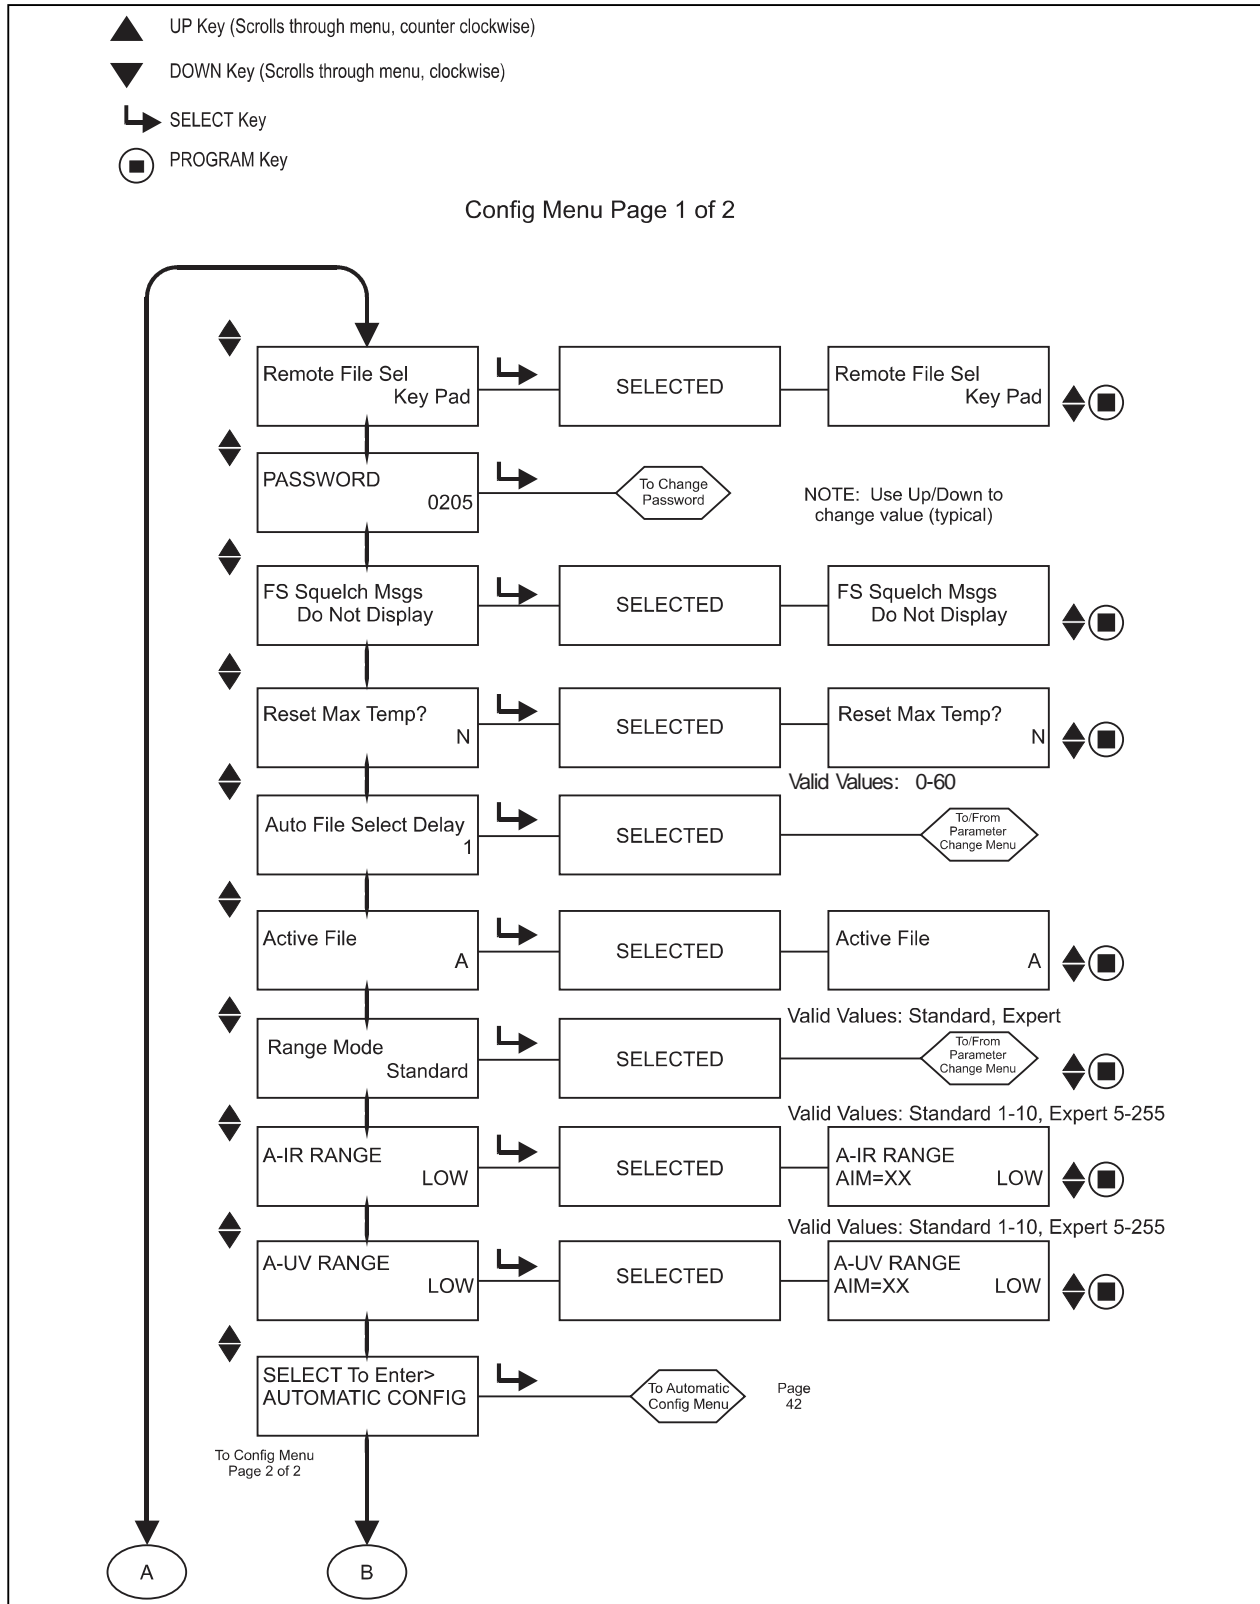 UP Key (Scrolls through menu, counter clockwise)
DOWN Key (Scrolls through menu, clockwise)
SELECT Key
PROGRAM Key
Config Menu Page 1 of 2
Remote File Sel
Key Pad
SELECTED
Remote File Sel
Key Pad
PASSWORD
0205
To Change
Password
NOTE: Use Up/Down to
change value (typical)
FS Squelch Msgs
Do Not Display
SELECTED
FS Squelch Msgs
Do Not Display
Reset Max Temp?
N
SELECTED
Reset Max Temp?
N
Valid Values: 0-60
Auto File Select Delay
1
SELECTED
To/From
Parameter
Change Menu
Active File
A
SELECTED
Active File
A
Valid Values: Standard, Expert
Range Mode
Standard
SELECTED
To/From
Parameter
Change Menu
Valid Values: Standard 1-10, Expert 5-255
A-IR RANGE
LOW
SELECTED
A-IR RANGE
AIM=XX LOW
Valid Values: Standard 1-10, Expert 5-255
A-UV RANGE
LOW
SELECTED
A-UV RANGE
AIM=XX LOW
SELECT To Enter>
AUTOMATIC CONFIG
To Automatic
Config Menu
Page
42
To Config Menu
Page 2 of 2
A
B